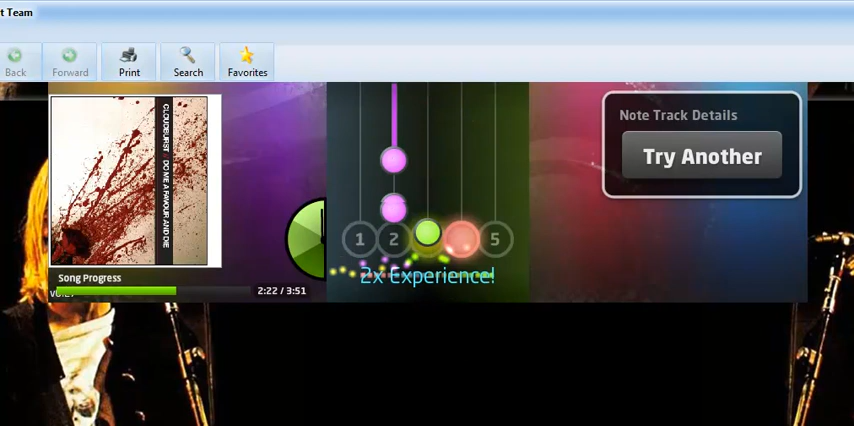 t Team
Back
Forward
Print
Search
Favorites
CLOUDBURST
DO ME A FAVOUR AND DIE
Note Track Details
Try Another
1
2
5
Song Progress
2:22 / 3:51
2x Experience!